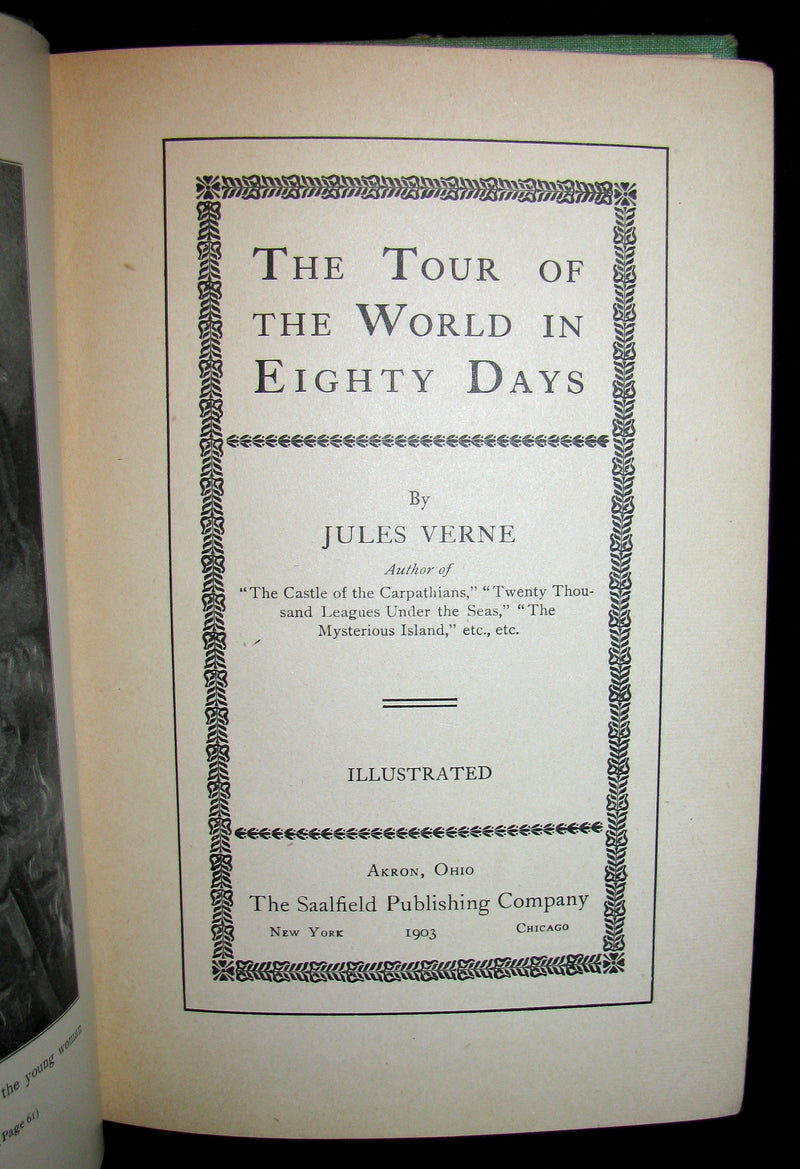 the young woman
Page 61)
THE TOUR OF
THE WORLD IN
EIGHTY DAYS
By
JULES VERNE
Author of
“The Castle of the Carpathians,” “Twenty Thou-
sand Leagues Under the Seas,” “The
Mysterious Island,” etc., etc.
ILLUSTRATED
AKRON, OHIO
The Saalfield Publishing Company
NEW YORK 1903 CHICAGO